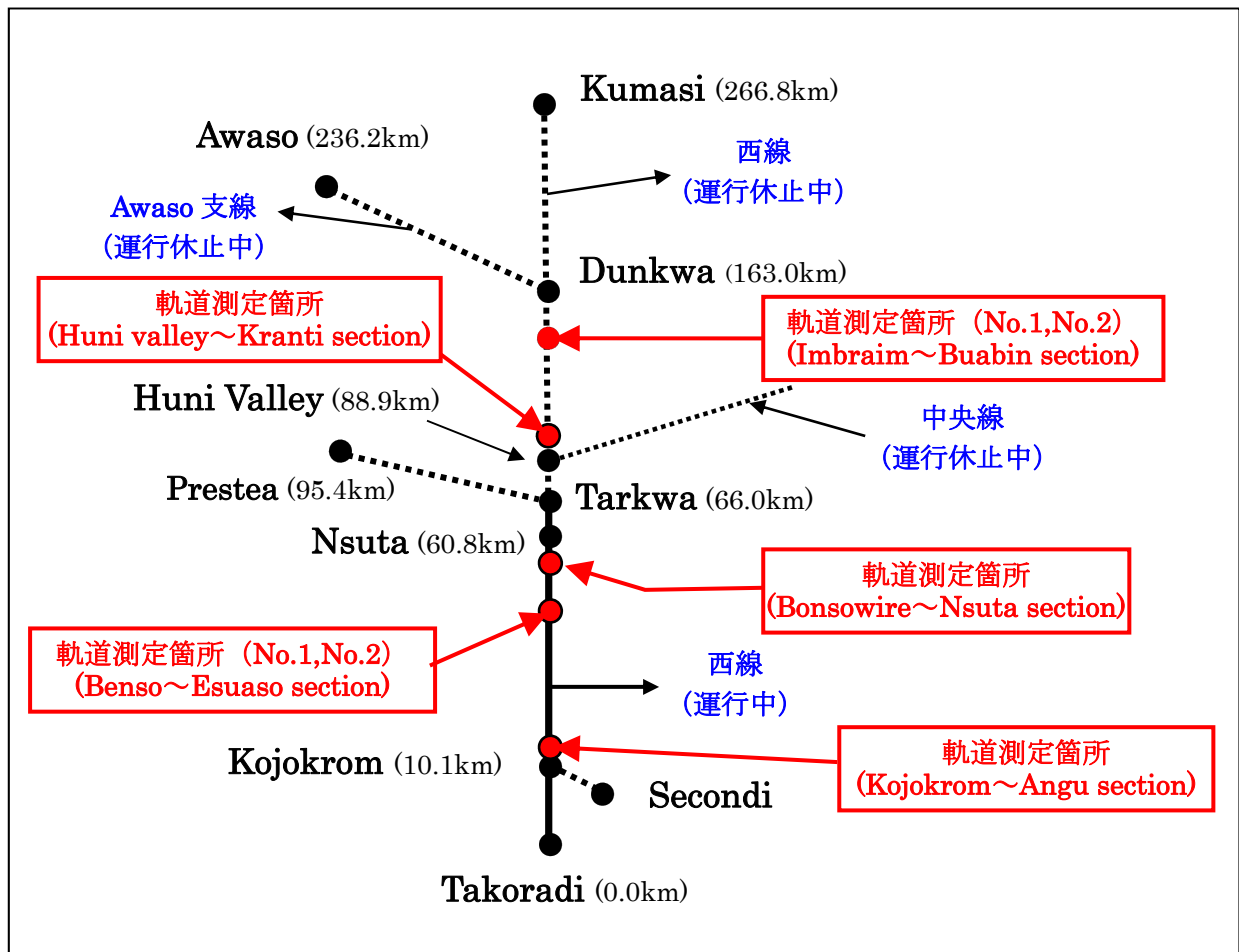 Kumasi (266.8km)
Awaso (236.2km)
西線
（運行休止中）
Awaso 支線
（運行休止中）
Dunkwa (163.0km)
軌道測定箇所
(Huni valley～Kranti section)
軌道測定箇所（No.1,No.2）
(Imbraim～Buabin section)
Huni Valley (88.9km)
中央線
（運行休止中）
Prestea (95.4km)
Tarkwa (66.0km)
Nsuta (60.8km)
軌道測定箇所
(Bonsowire～Nsuta section)
軌道測定箇所（No.1,No.2）
(Benso～Esuaso section)
西線
（運行中）
Kojokrom (10.1km)
軌道測定箇所
(Kojokrom～Angu section)
Secondi
Takoradi (0.0km)